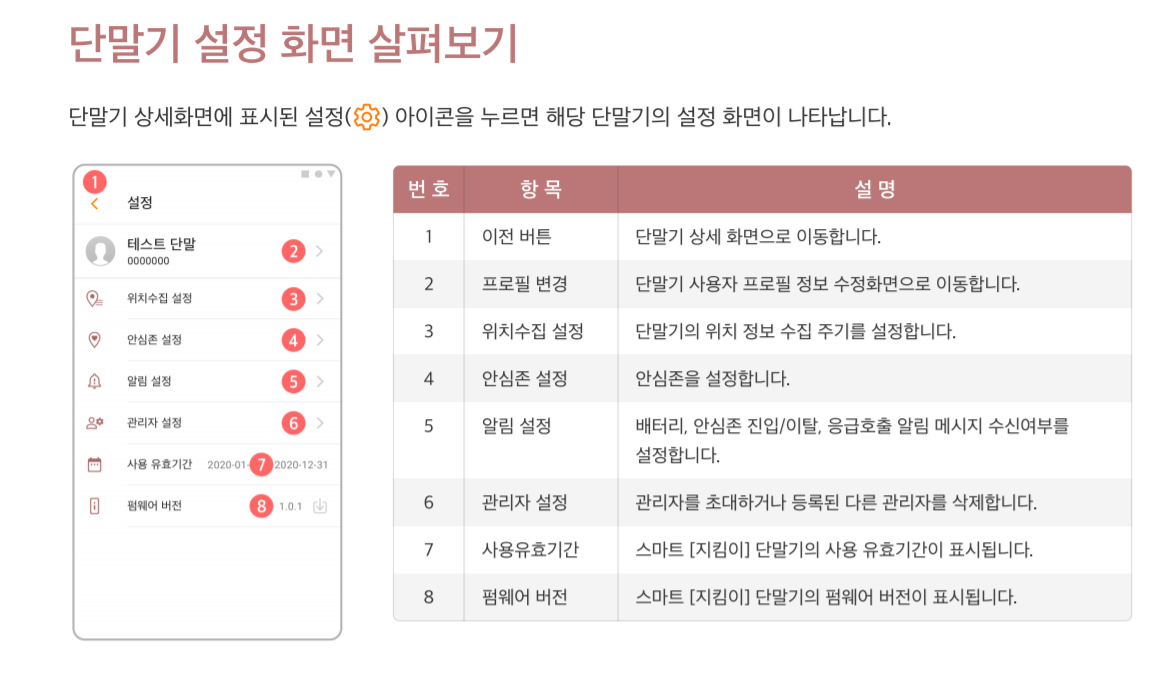 단말기 설정 화면 살펴보기
단말기 상세화면에 표시된 설정( ) 아이콘을 누르면 해당 단말기의 설정 화면이 나타납니다.
1
설정
테스트 단말
0000000
2
위치수집 설정 3
안심존 설정 4
알림 설정 5
관리자 설정 6
사용 유효기간 2020-01- 7 2020-12-31
펌웨어 버전 8 1.0.1
번 호 항 목 설 명
1 이전 버튼 단말기 상세 화면으로 이동합니다.
2 프로필 변경 단말기 사용자 프로필 정보 수정화면으로 이동합니다.
3 위치수집 설정 단말기의 위치 정보 수집 주기를 설정합니다.
4 안심존 설정 안심존을 설정합니다.
5 알림 설정 배터리, 안심존 진입/이탈, 응급호출 알림 메시지 수신여부를
설정합니다.
6 관리자 설정 관리자를 초대하거나 등록된 다른 관리자를 삭제합니다.
7 사용유효기간 스마트 [지킴이] 단말기의 사용 유효기간이 표시됩니다.
8 펌웨어 버전 스마트 [지킴이] 단말기의 펌웨어 버전이 표시됩니다.